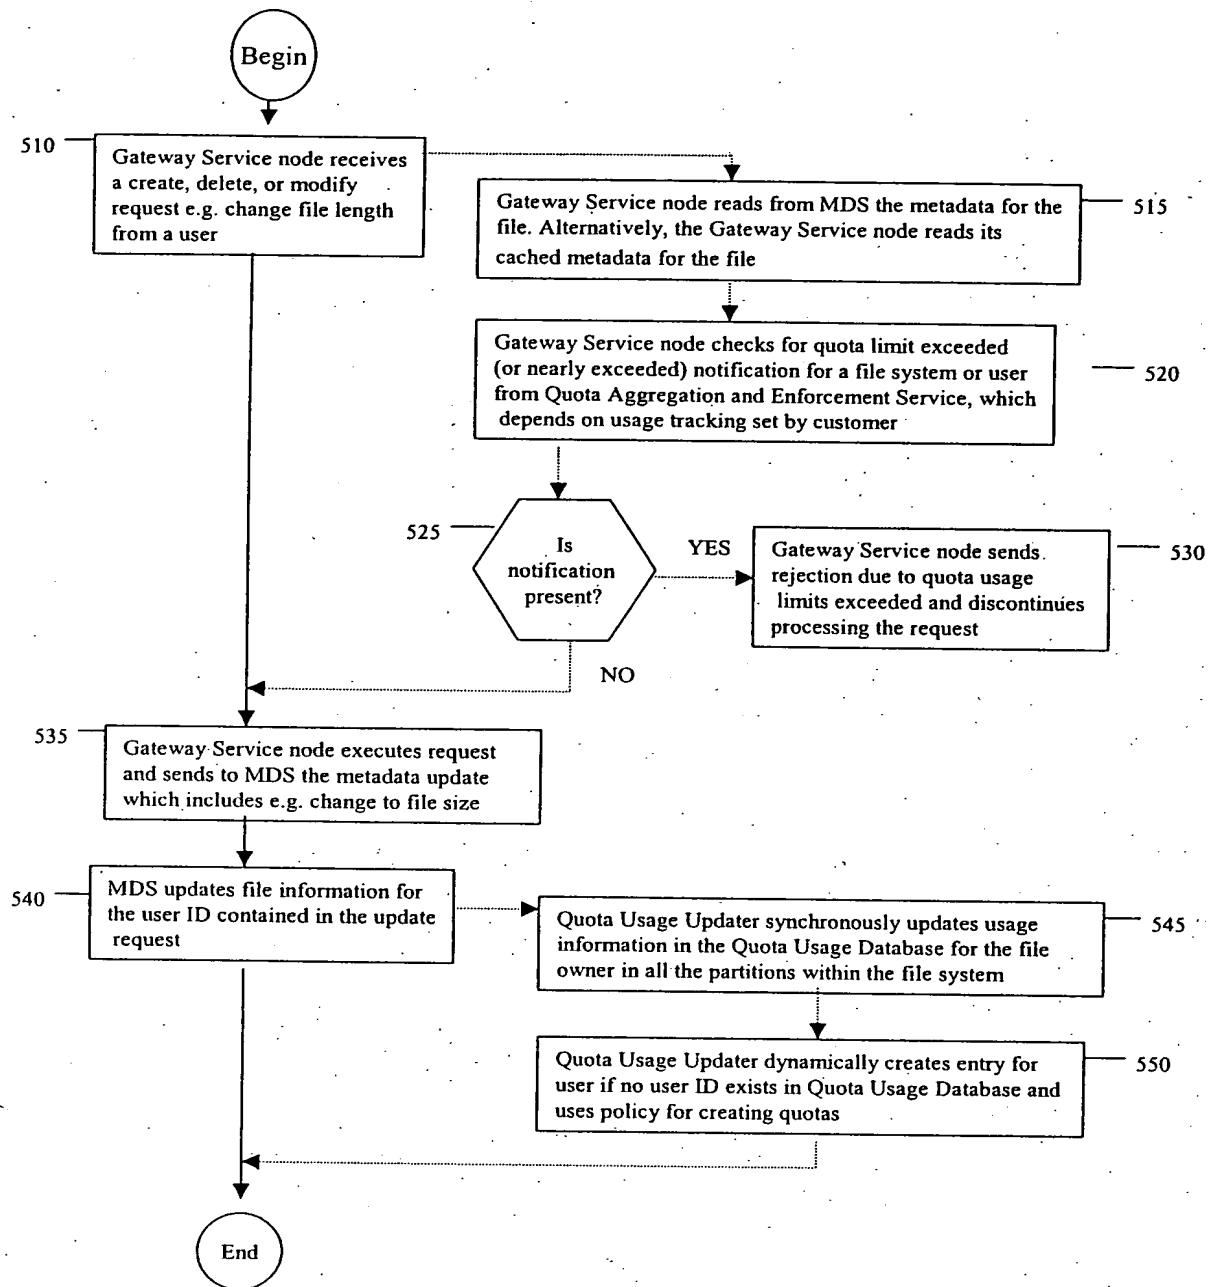 Begin
510
Gateway Service node receives
a create, delete, or modify
request e.g. change file length
from a user
Gateway Service node reads from MDS the metadata for the
file. Alternatively, the Gateway Service node reads its
cached metadata for the file
515
Gateway Service node checks for quota limit exceeded
(or nearly exceeded) notification for a file system or user
from Quota Aggregation and Enforcement Service, which
depends on usage tracking set by customer
520
525
Is
notification
present?
YES
Gateway Service node sends
rejection due to quota usage
limits exceeded and discontinues
processing the request
530
NO
535
Gateway Service node executes request
and sends to MDS the metadata update
which includes e.g. change to file size
540
MDS updates file information for
the user ID contained in the update
request
Quota Usage Updater synchronously updates usage
information in the Quota Usage Database for the file
owner in all the partitions within the file system
545
Quota Usage Updater dynamically creates entry for
user if no user ID exists in Quota Usage Database and
uses policy for creating quotas
550
End